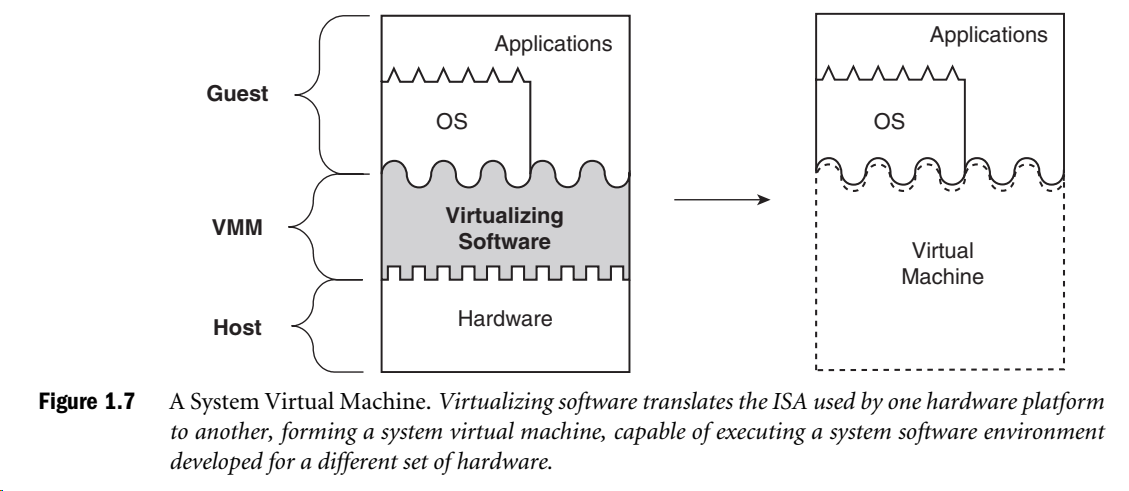 Applications
Guest
OS
VMM
Virtualizing
Software
Host
Hardware
Applications
OS
Virtual
Machine
Figure 1.7 A System Virtual Machine. Virtualizing software translates the ISA used by one hardware platform
to another, forming a system virtual machine, capable of executing a system software environment
developed for a different set of hardware.